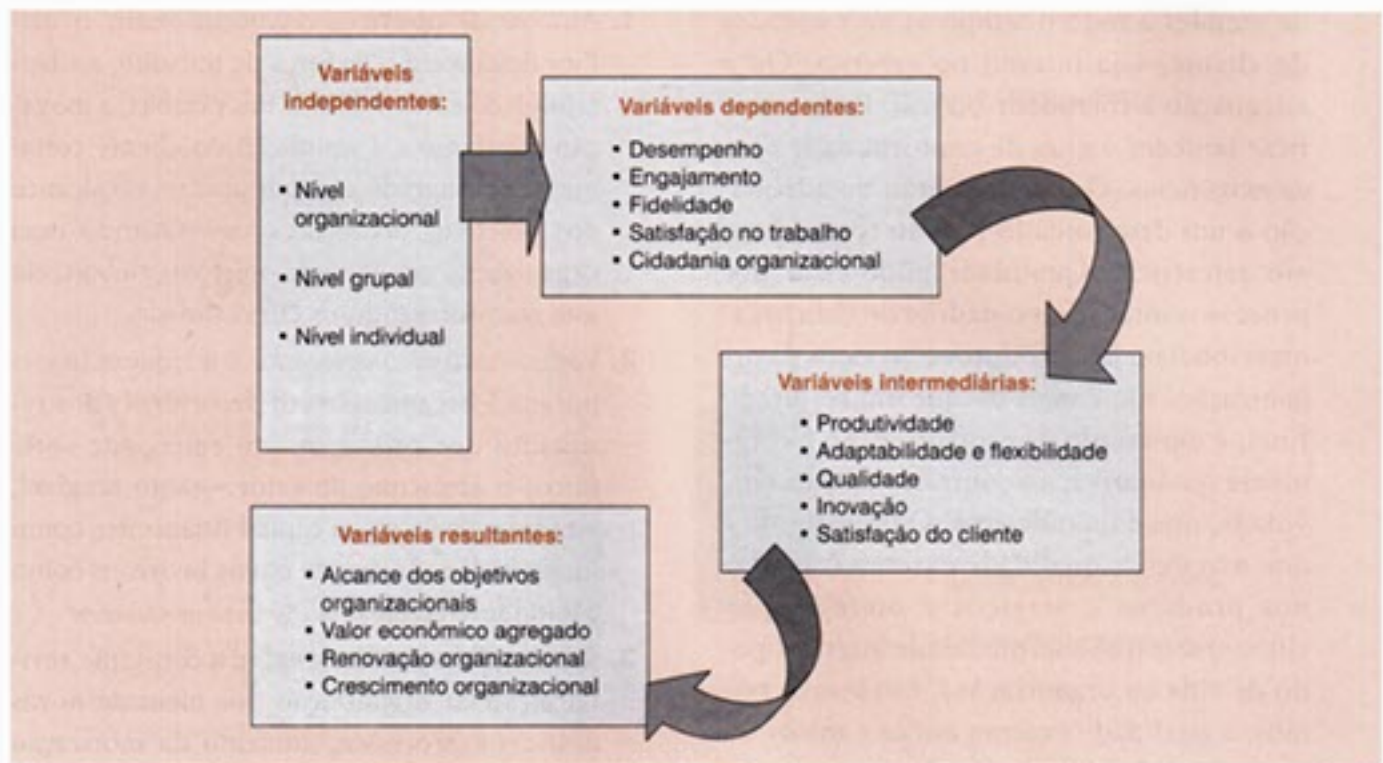 Variáveis
independentes:
• Nível
organizacional
• Nível grupal
• Nível individual
Variáveis dependentes:
• Desempenho
• Engajamento
• Fidelidade
• Satisfação no trabalho
• Cidadania organizacional
Variáveis intermediárias:
• Produtividade
• Adaptabilidade e flexibilidade
• Qualidade
• Inovação
• Satisfação do cliente
Variáveis resultantes:
• Alcance dos objetivos
organizacionais
• Valor econômico agregado
• Renovação organizacional
• Crescimento organizacional